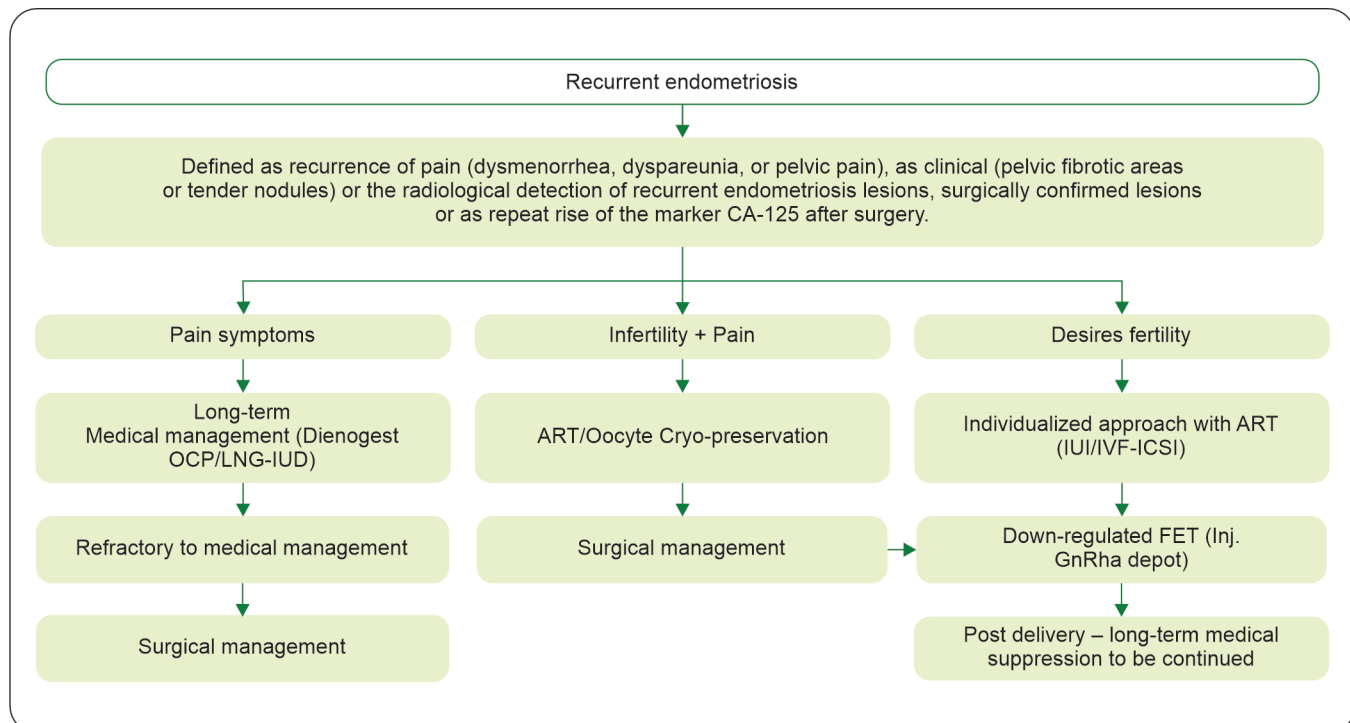 Recurrent endometriosis
Defined as recurrence of pain (dysmenorrhea, dyspareunia, or pelvic pain), as clinical (pelvic fibrotic areas
or tender nodules) or the radiological detection of recurrent endometriosis lesions, surgically confirmed lesions
or as repeat rise of the marker CA-125 after surgery.
Pain symptoms
Long-term
Medical management (Dienogest
OCP/LNG-IUD)
Refractory to medical management
Surgical management
Infertility + Pain
ART/Oocyte Cryo-preservation
Surgical management
Desires fertility
Individualized approach with ART
(IUI/IVF-ICSI)
Down-regulated FET (Inj.
GnRha depot)
Post delivery – long-term medical
suppression to be continued